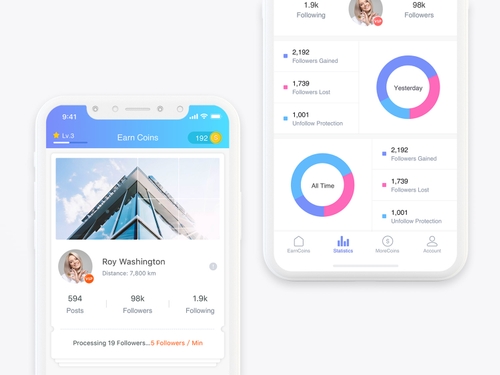 9:41
Lv.3
Earn Coins
192
Roy Washington
Distance: 7,800 km
594
Posts
98k
Followers
1.9k
Following
Processing 19 Followers...5 Followers / Min
1.9k
Following
98k
Followers
2,192
Followers Gained
1,739
Followers Lost
1,001
Unfollow Protection
Yesterday
All Time
2,192
Followers Gained
1,739
Followers Lost
1,001
Unfollow Protection
EarnCoins
Statistics
MoreCoins
Account